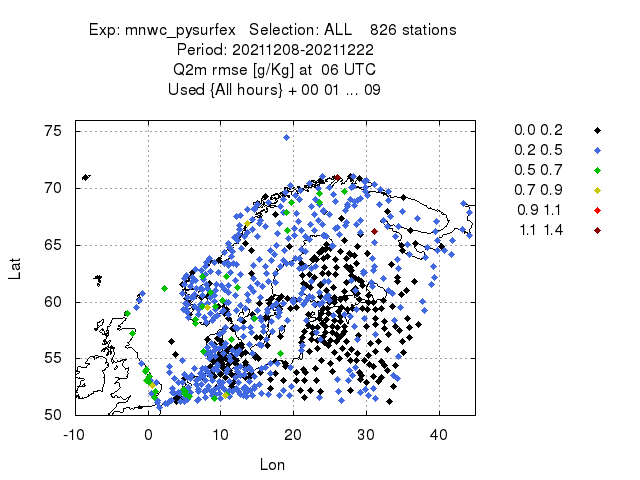 Exp: mnwc_pysurfex   Selection: ALL    826 stations
Period: 20211208-20211222
Q2m rmse [g/Kg] at  06 UTC
Used {All hours} + 00 01 ... 09
75
70
65
60
55
50
-10 0 10 20 30 40
Lat
Lon
0.0 0.2
0.2 0.5
0.5 0.7
0.7 0.9
0.9 1.1
1.1 1.4